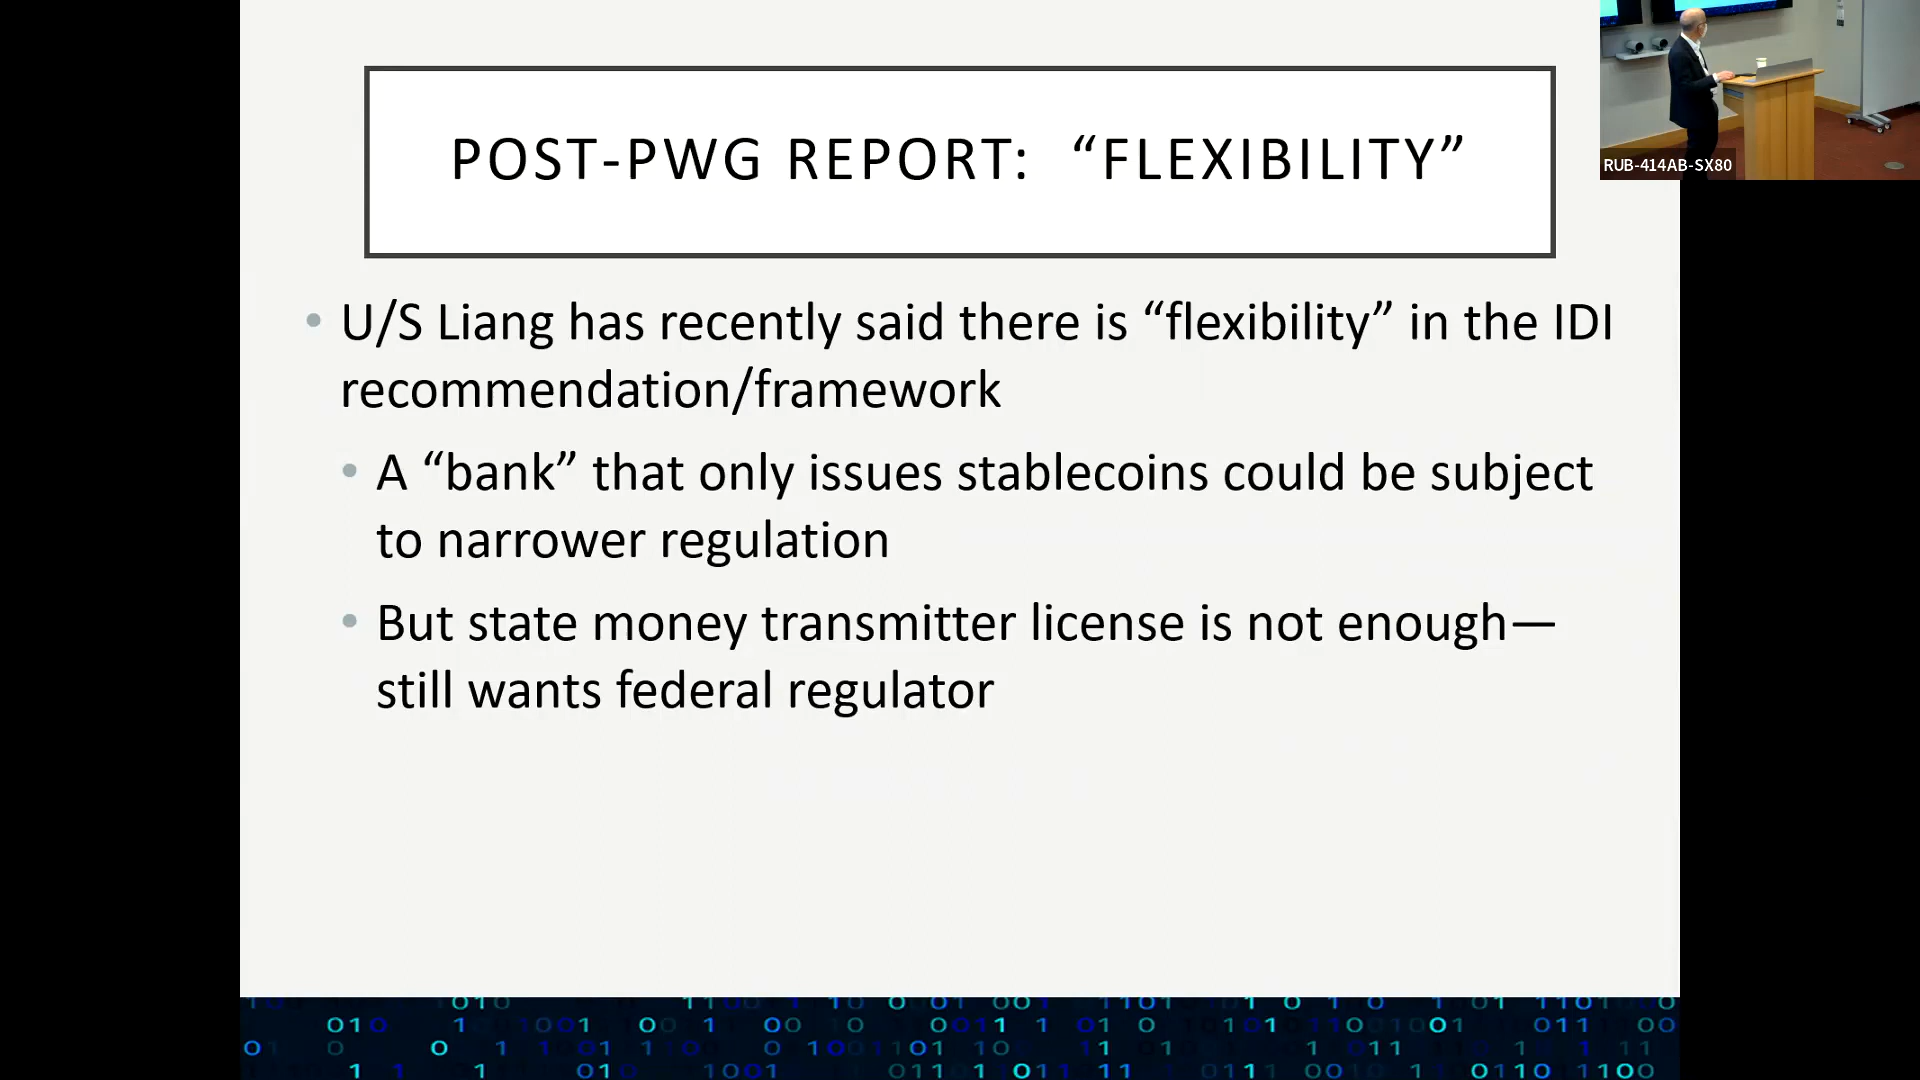 POST-PWG REPORT: “FLEXIBILITY”
RUB-414AB-SX80
• U/S Liang has recently said there is “flexibility” in the IDI
recommendation/framework
• A “bank” that only issues stablecoins could be subject
to narrower regulation
• But state money transmitter license is not enough—
still wants federal regulator